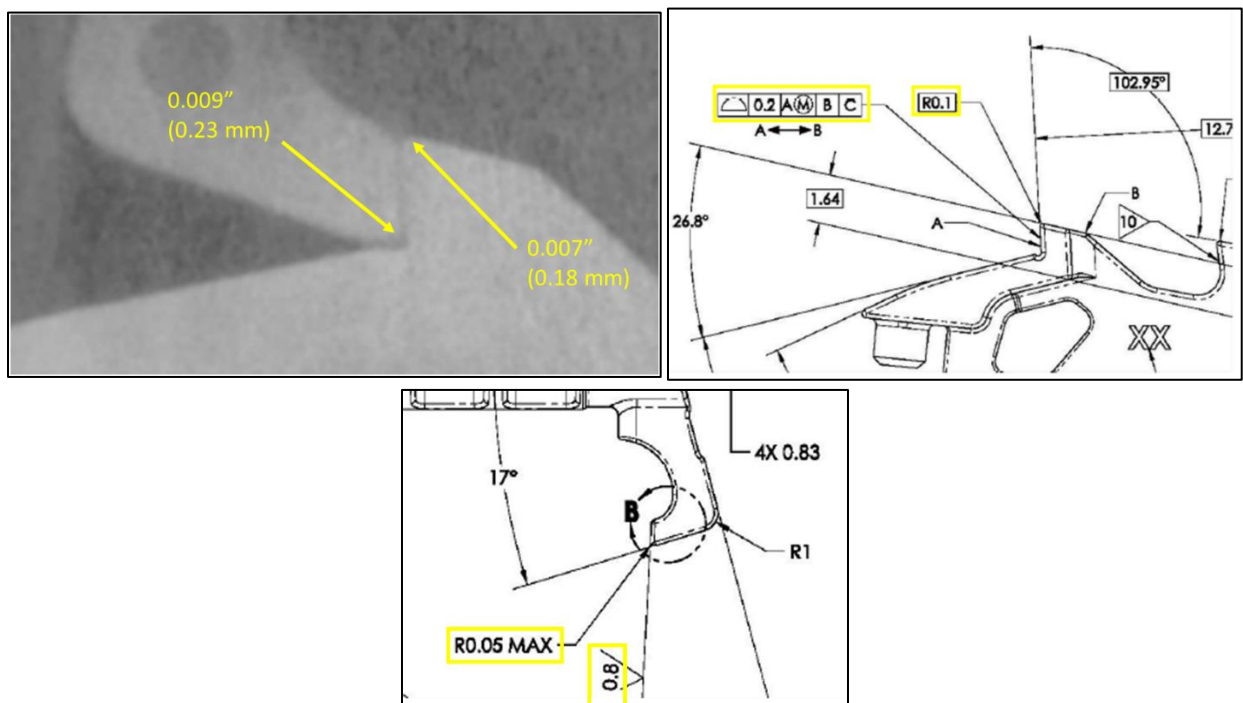 0.009”
(0.23 mm)
0.007”
(0.18 mm)
⌓ 0.2 A Ⓜ B C
A ↔ B
R0.1
102.95°
12.7
1.64
26.8°
A
B
10
XX
17°
4X 0.83
B
R1
R0.05 MAX
0.8